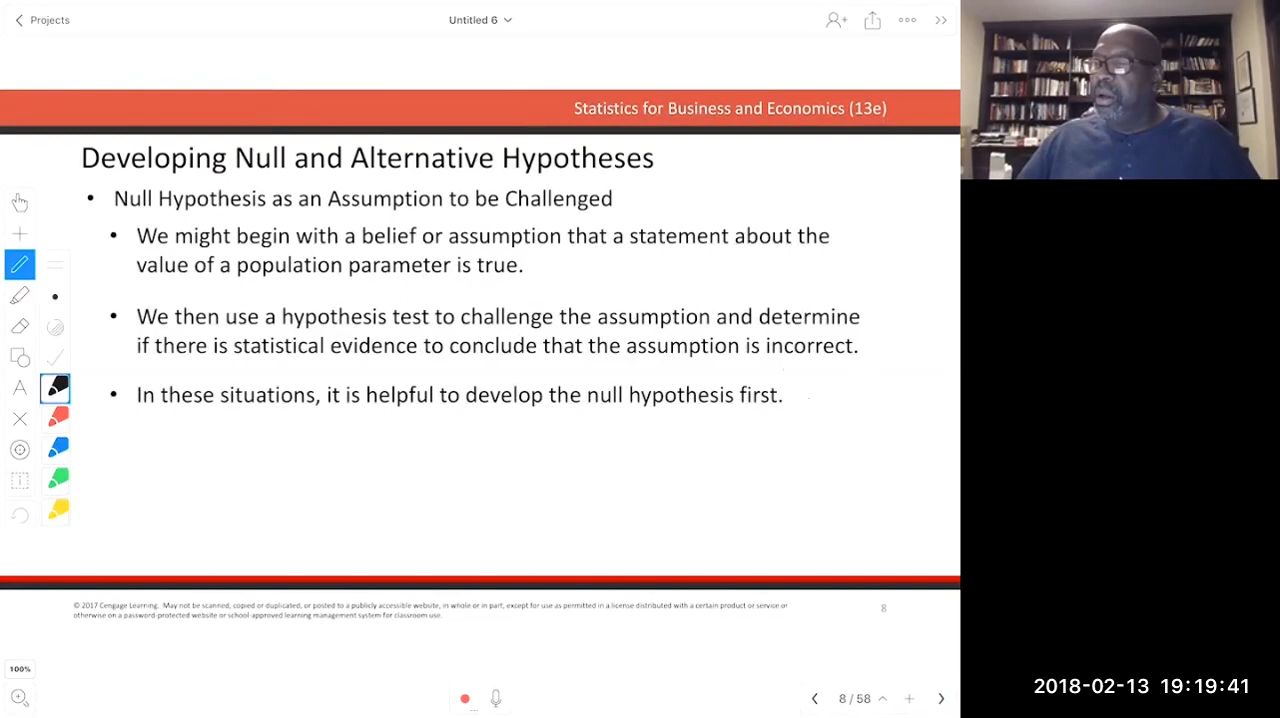 Projects
Untitled 6
Statistics for Business and Economics (13e)
Developing Null and Alternative Hypotheses
• Null Hypothesis as an Assumption to be Challenged
• We might begin with a belief or assumption that a statement about the
value of a population parameter is true.
• We then use a hypothesis test to challenge the assumption and determine
if there is statistical evidence to conclude that the assumption is incorrect.
• In these situations, it is helpful to develop the null hypothesis first.
© 2017 Cengage Learning. May not be scanned, copied or duplicated, or posted to a publicly accessible website, in whole or in part, except for use as permitted in a license distributed with a certain product or service or
otherwise on a password-protected website or school-approved learning management system for classroom use.
8
100%
8 / 58
2018-02-13 19:19:41